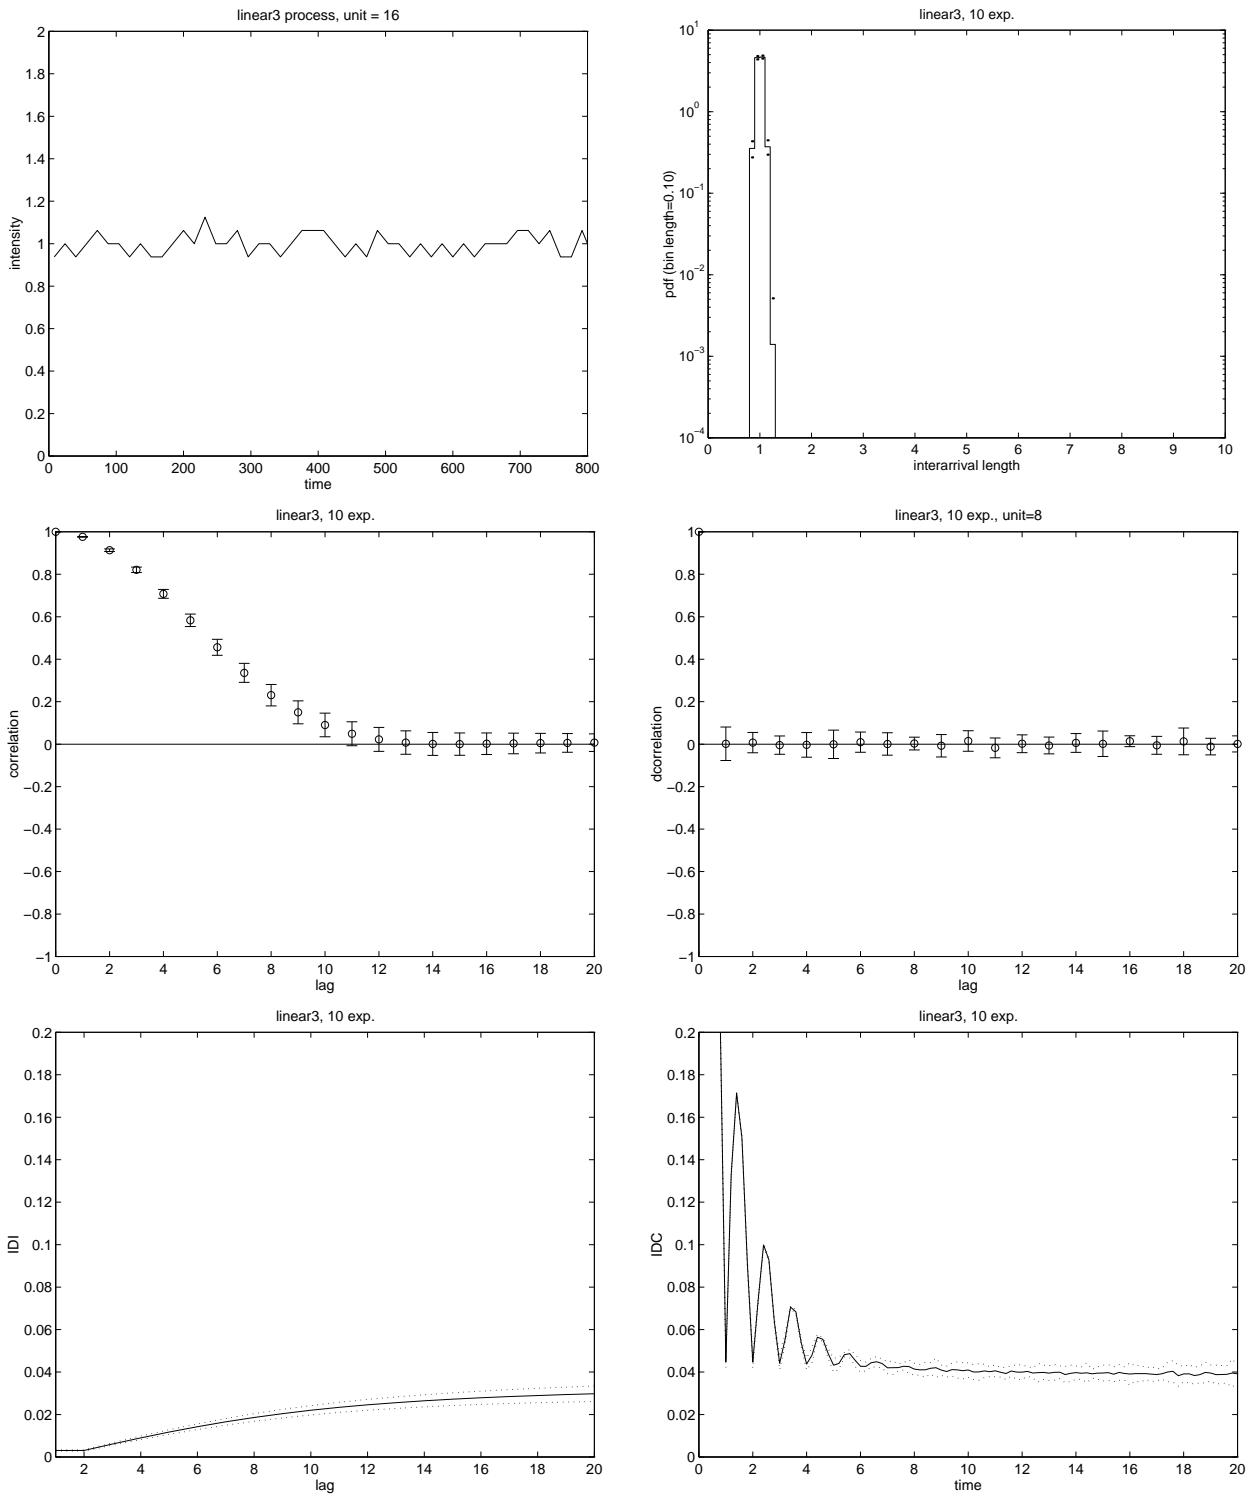 linear3 process, unit = 16
2
1.8
1.6
1.4
1.2
1
0.8
0.6
0.4
0.2
0
intensity
0 100 200 300 400 500 600 700 800
time
linear3, 10 exp.
10^1
10^0
10^−1
10^−2
10^−3
10^−4
pdf (bin length=0.10)
0 1 2 3 4 5 6 7 8 9 10
interarrival length
linear3, 10 exp.
1
0.8
0.6
0.4
0.2
0
−0.2
−0.4
−0.6
−0.8
−1
correlation
0 2 4 6 8 10 12 14 16 18 20
lag
linear3, 10 exp., unit=8
1
0.8
0.6
0.4
0.2
0
−0.2
−0.4
−0.6
−0.8
−1
dcorrelation
0 2 4 6 8 10 12 14 16 18 20
lag
linear3, 10 exp.
0.2
0.18
0.16
0.14
0.12
0.1
0.08
0.06
0.04
0.02
0
IDI
2 4 6 8 10 12 14 16 18 20
lag
linear3, 10 exp.
0.2
0.18
0.16
0.14
0.12
0.1
0.08
0.06
0.04
0.02
0
IDC
0 2 4 6 8 10 12 14 16 18 20
time